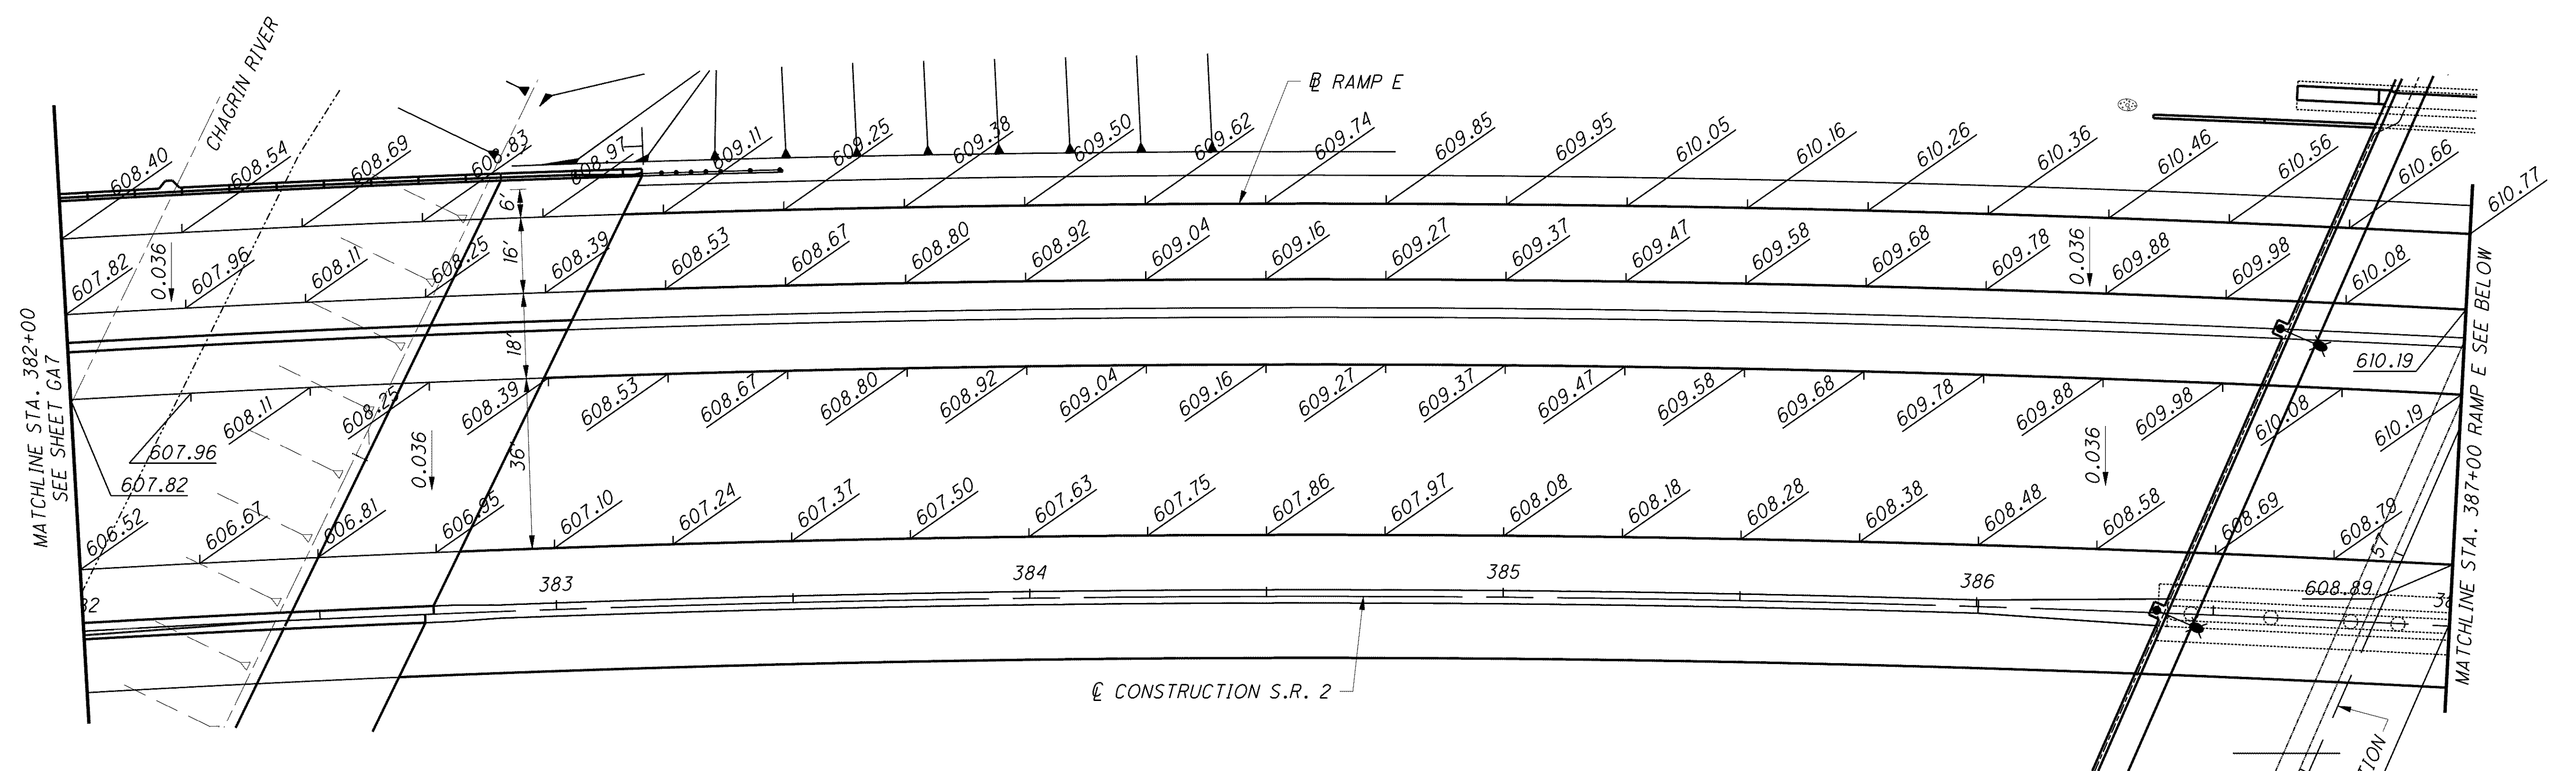 CHAGRIN RIVER
℄ RAMP E
608.40 608.54 608.69 608.83 608.97 609.11 609.25 609.38 609.50 609.62 609.74 609.85 609.95 610.05 610.16 610.26 610.36 610.46 610.56 610.66 610.77
6'
607.82 607.96 608.11 608.25 608.39 608.53 608.67 608.80 608.92 609.04 609.16 609.27 609.37 609.47 609.58 609.68 609.78 609.88 609.98 610.08
0.036 16' 0.036
18'
610.19
608.11 608.25 608.39 608.53 608.67 608.80 608.92 609.04 609.16 609.27 609.37 609.47 609.58 609.68 609.78 609.88 609.98 610.08 610.19
607.96
607.82
0.036 36' 0.036
606.52 606.67 606.81 606.95 607.10 607.24 607.37 607.50 607.63 607.75 607.86 607.97 608.08 608.18 608.28 608.38 608.48 608.58 608.69 608.79
57
608.89
383 384 385 386
℄ CONSTRUCTION S.R. 2
MATCHLINE STA. 382+00
SEE SHEET GA7
MATCHLINE STA. 387+00 RAMP E SEE BELOW